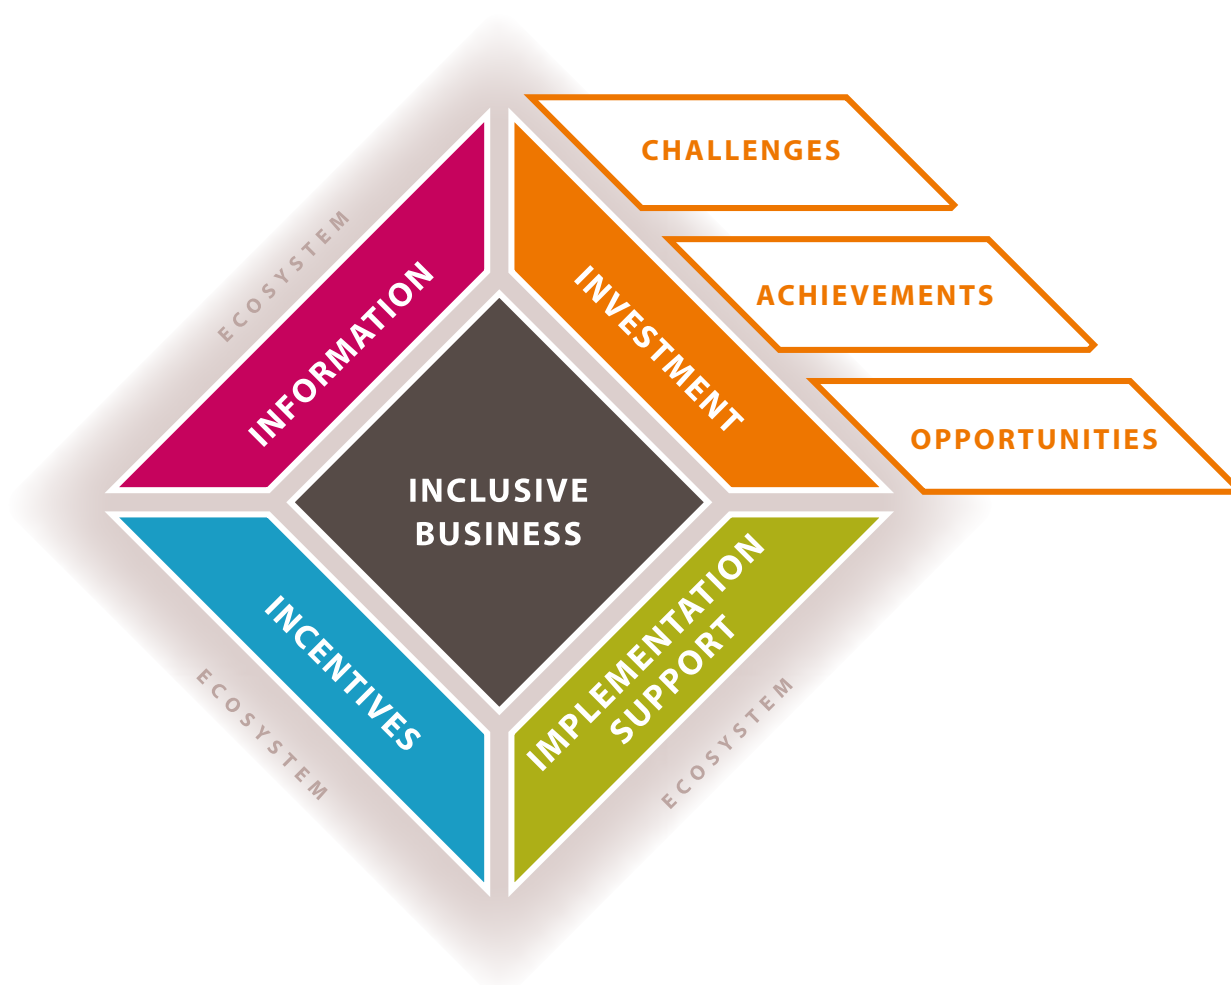 CHALLENGES
ECOSYSTEM
INFORMATION
INVESTMENT
ACHIEVEMENTS
OPPORTUNITIES
INCLUSIVE
BUSINESS
INCENTIVES
IMPLEMENTATION
SUPPORT
ECOSYSTEM
ECOSYSTEM